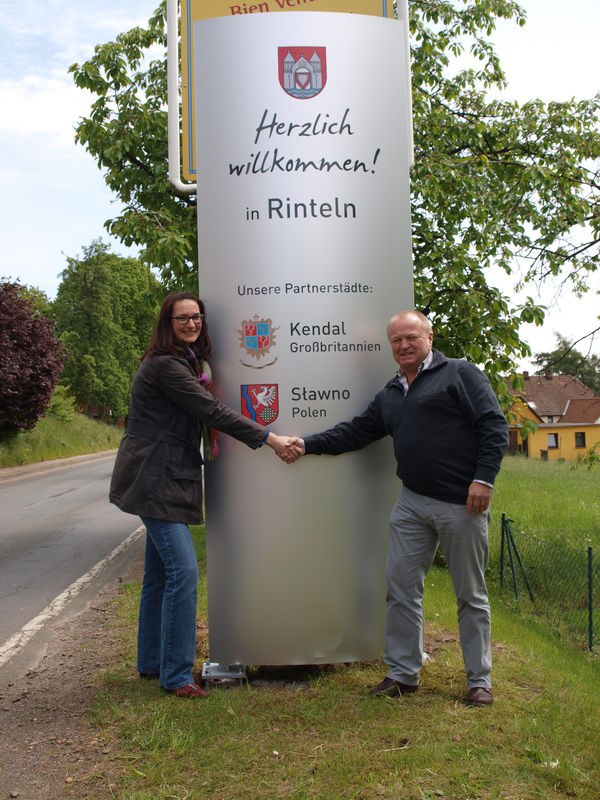 Bien
Herzlich
willkommen!
in Rinteln
Unsere Partnerstädte:
Kendal
Großbritannien
Sławno
Polen